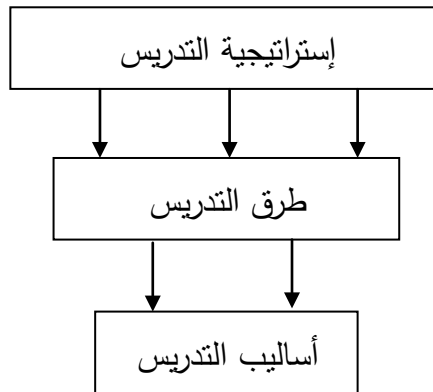 إستراتيجية التدريس
طرق التدريس
أساليب التدريس